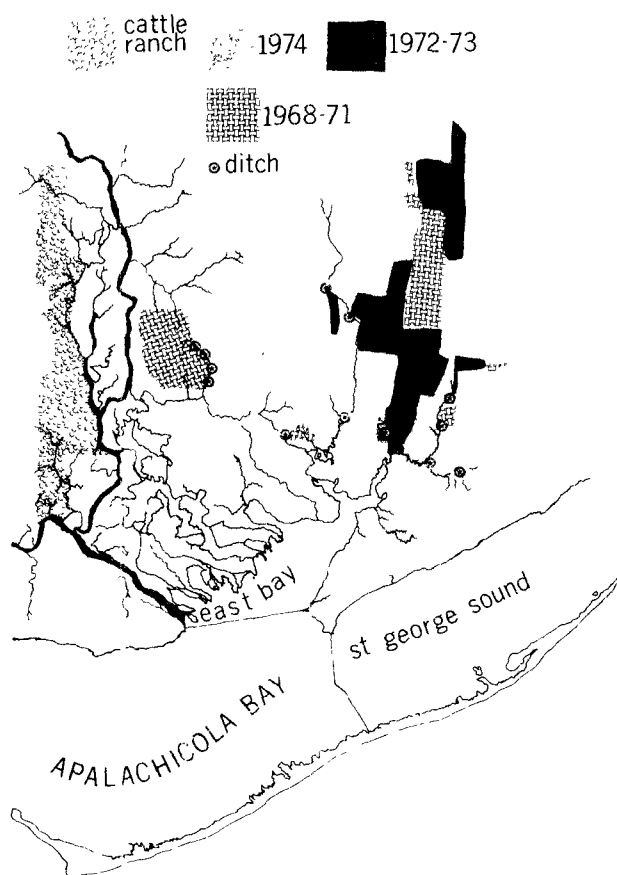 cattle
ranch
1974
1972-73
1968-71
ditch
east bay
st george sound
APALACHICOLA BAY